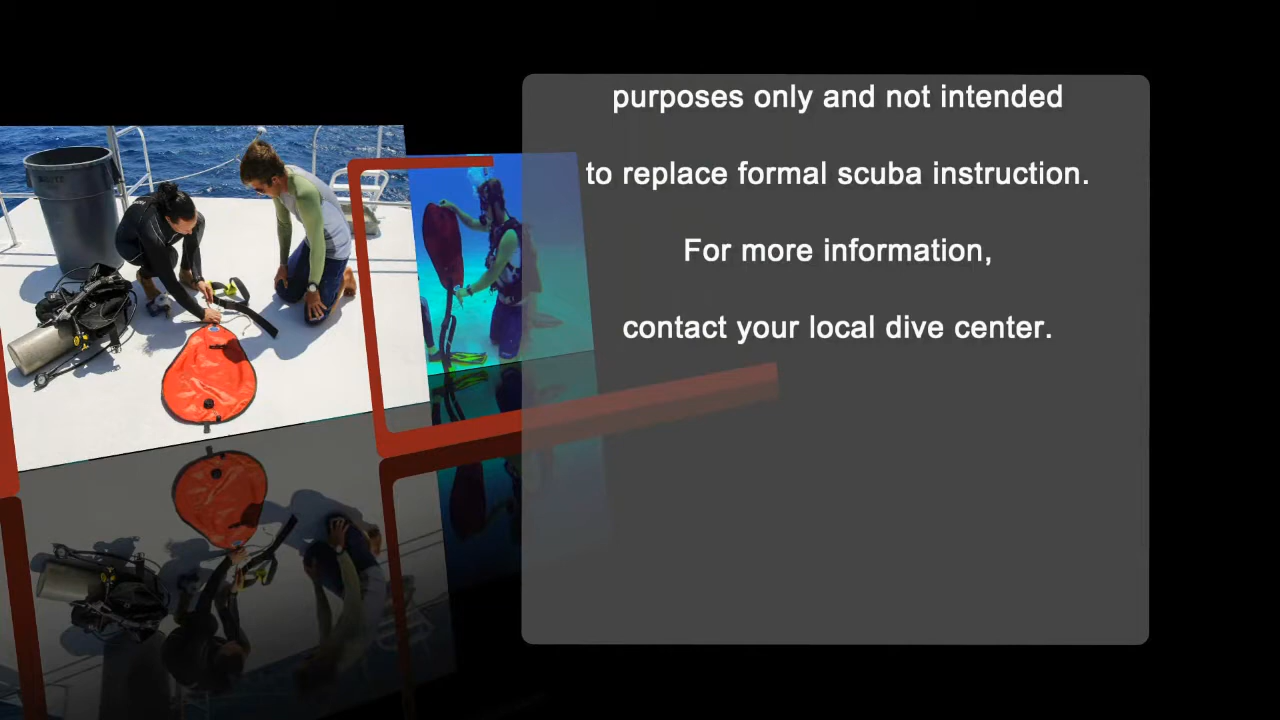 purposes only and not intended
to replace formal scuba instruction.
For more information,
contact your local dive center.